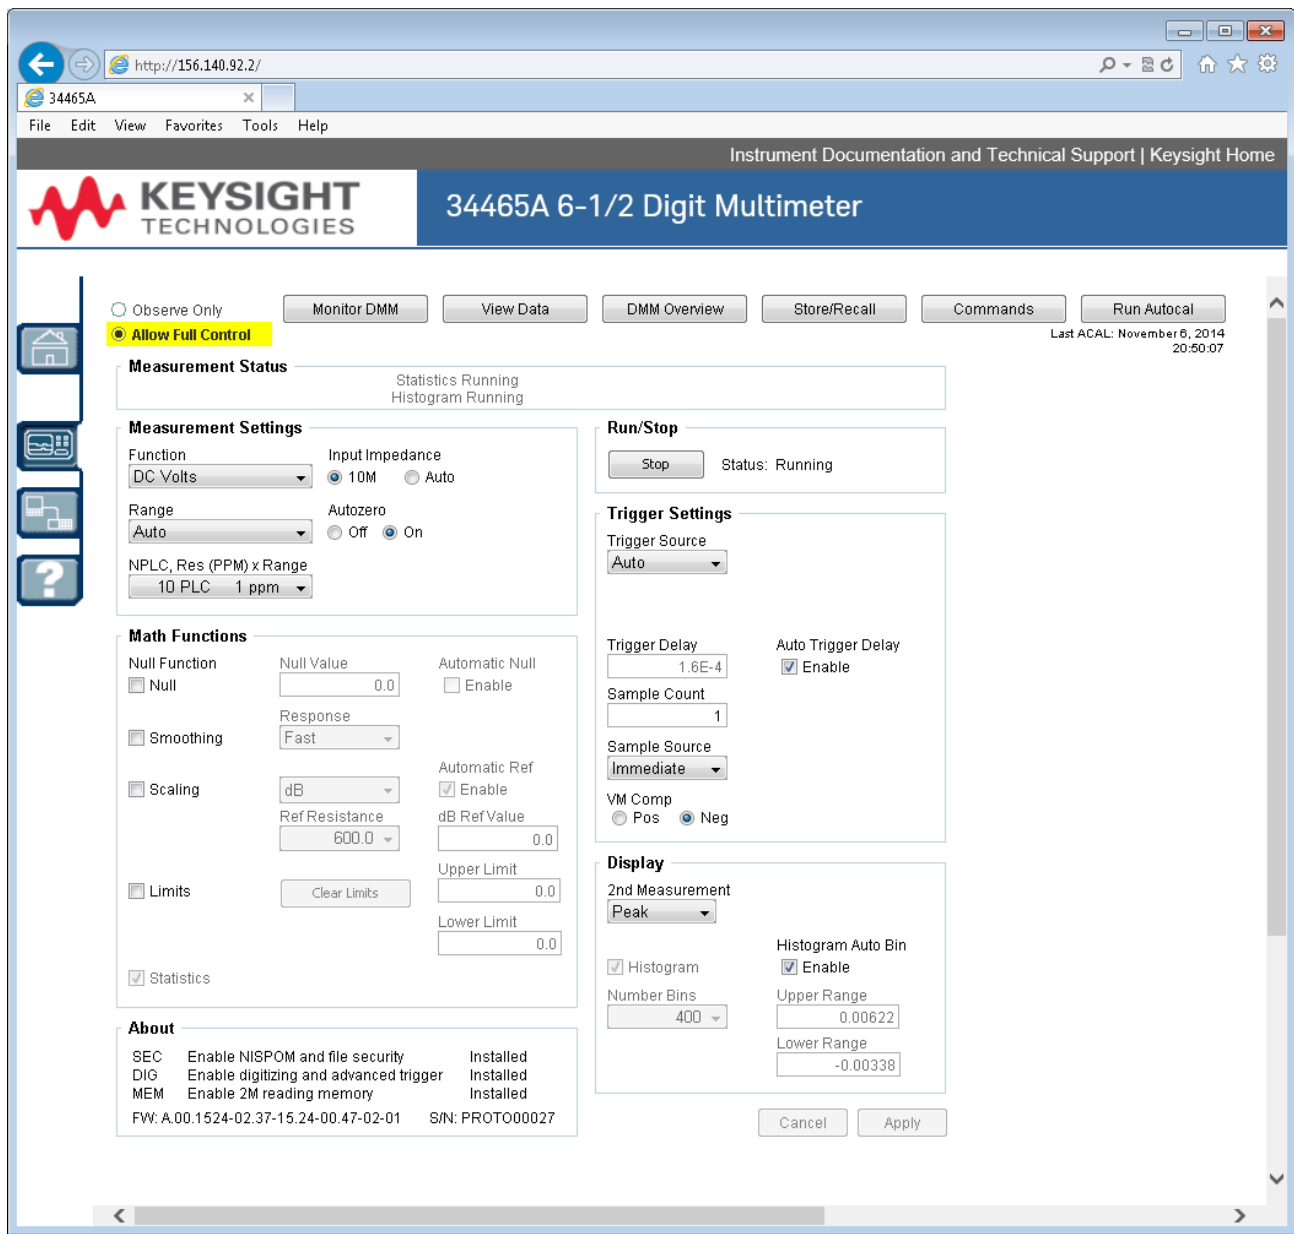 http://156.140.92.2/
34465A
File Edit View Favorites Tools Help
Instrument Documentation and Technical Support | Keysight Home
KEYSIGHT
TECHNOLOGIES
34465A 6-1/2 Digit Multimeter
Observe Only
Allow Full Control
Monitor DMM
View Data
DMM Overview
Store/Recall
Commands
Run Autocal
Last ACAL: November 6, 2014
20:50:07
Measurement Status
Statistics Running
Histogram Running
Measurement Settings
Function
DC Volts
Input Impedance
10M Auto
Range
Auto
Autozero
Off On
NPLC, Res (PPM) x Range
10 PLC 1 ppm
Run/Stop
Stop
Status: Running
Trigger Settings
Trigger Source
Auto
Trigger Delay
1.6E-4
Auto Trigger Delay
Enable
Sample Count
1
Sample Source
Immediate
VM Comp
Pos Neg
Math Functions
Null Function
Null
Null Value
0.0
Automatic Null
Enable
Smoothing
Response
Fast
Scaling
dB
Automatic Ref
Enable
Ref Resistance
600.0
dB Ref Value
0.0
Limits
Clear Limits
Upper Limit
0.0
Lower Limit
0.0
Statistics
Display
2nd Measurement
Peak
Histogram
Histogram Auto Bin
Enable
Number Bins
400
Upper Range
0.00622
Lower Range
-0.00338
About
SEC Enable NISPOM and file security Installed
DIG Enable digitizing and advanced trigger Installed
MEM Enable 2M reading memory Installed
FW: A.00.1524-02.37-15.24-00.47-02-01 S/N: PROTO00027
Cancel
Apply